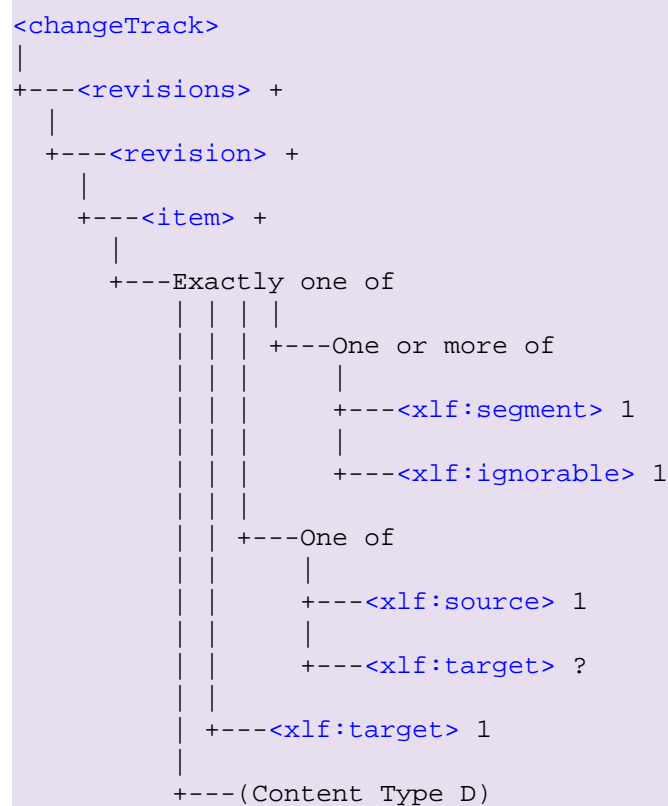 <changeTrack>
|
+---<revisions> +
  |
  +---<revision> +
    |
    +---<item> +
      |
      +---Exactly one of
          | | | |
          | | | +---One or more of
          | | |     |
          | | |     +---<xlf:segment> 1
          | | |     |
          | | |     +---<xlf:ignorable> 1
          | | |
          | | +---One of
          | |     |
          | |     +---<xlf:source> 1
          | |     |
          | |     +---<xlf:target> ?
          | |
          | +---<xlf:target> 1
          |
          +---(Content Type D)